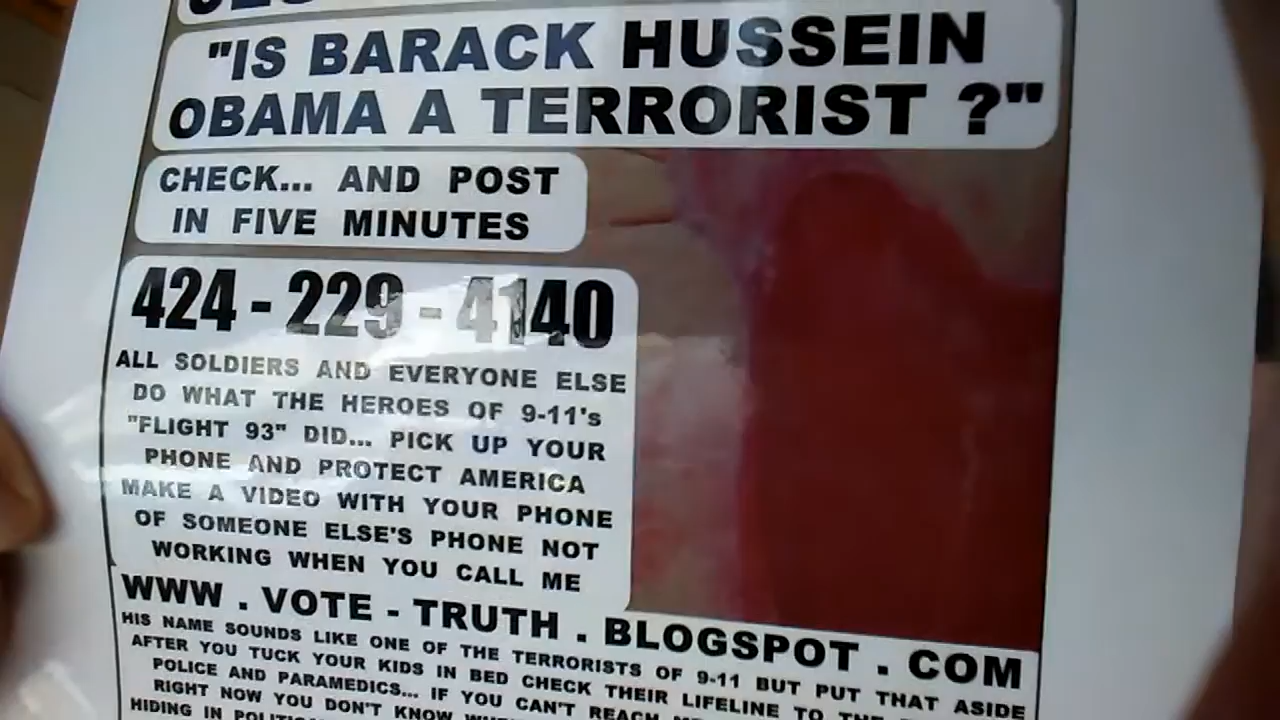 "IS BARACK HUSSEIN
OBAMA A TERRORIST ?"
CHECK... AND POST
IN FIVE MINUTES
424 - 229 - 4140
ALL SOLDIERS AND EVERYONE ELSE
DO WHAT THE HEROES OF 9-11's
"FLIGHT 93" DID... PICK UP YOUR
PHONE AND PROTECT AMERICA
MAKE A VIDEO WITH YOUR PHONE
OF SOMEONE ELSE'S PHONE NOT
WORKING WHEN YOU CALL ME
WWW . VOTE - TRUTH . BLOGSPOT . COM
HIS NAME SOUNDS LIKE ONE OF THE TERRORISTS OF 9-11 BUT PUT THAT ASIDE
AFTER YOU TUCK YOUR KIDS IN BED CHECK THEIR LIFELINE TO THE
POLICE AND PARAMEDICS... IF YOU CAN'T REACH
RIGHT NOW YOU DON'T KNOW
HIDING IN